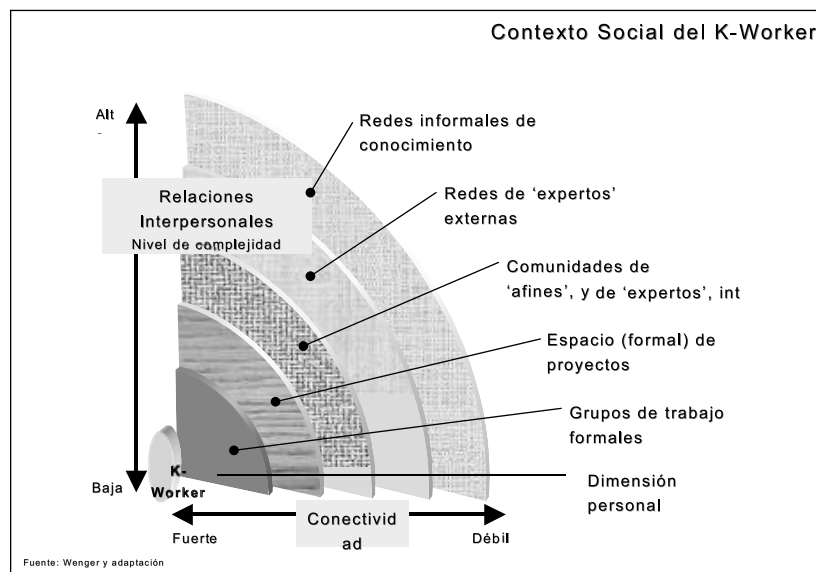 Contexto Social del K-Worker
Alt
Redes informales de
conocimiento
Relaciones
Interpersonales
Nivel de complejidad
Redes de ‘expertos’
externas
Comunidades de
‘afines’, y de ‘expertos’, int
Espacio (formal) de
proyectos
Grupos de trabajo
formales
K-
Worker
Baja
Dimensión
personal
Conectivid
ad
Fuerte
Débil
Fuente: Wenger y adaptación